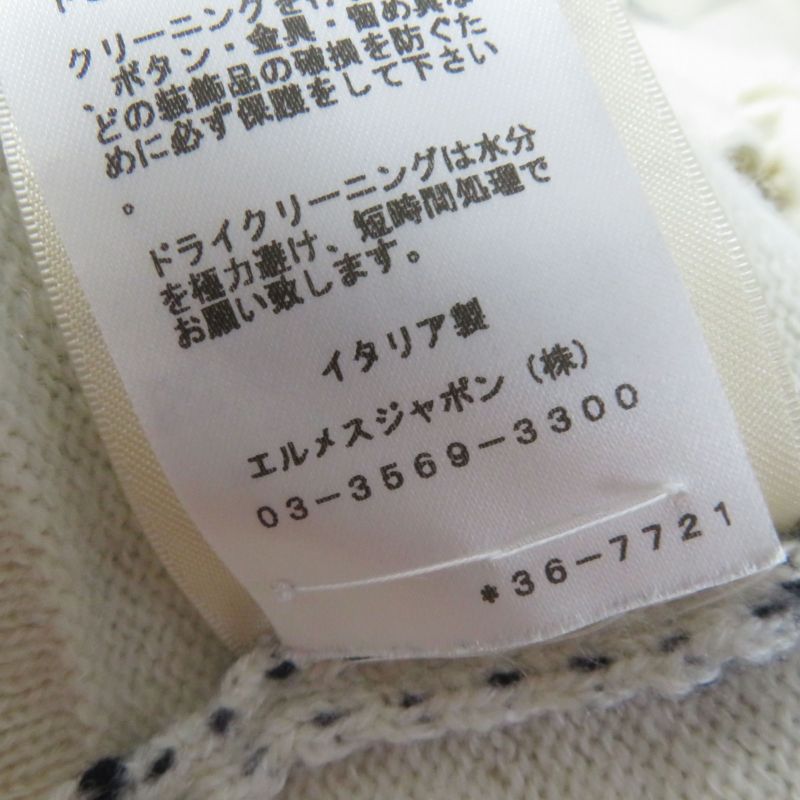 クリーニングを
、ボタン・金具・留め具な
どの装飾品の破損を防ぐた
めに必ず保護をして下さい
。
ドライクリーニングは水分
を極力避け、短時間処理で
お願い致します。
イタリア製
エルメスジャポン（株）
03-3569-3300
*36-7721